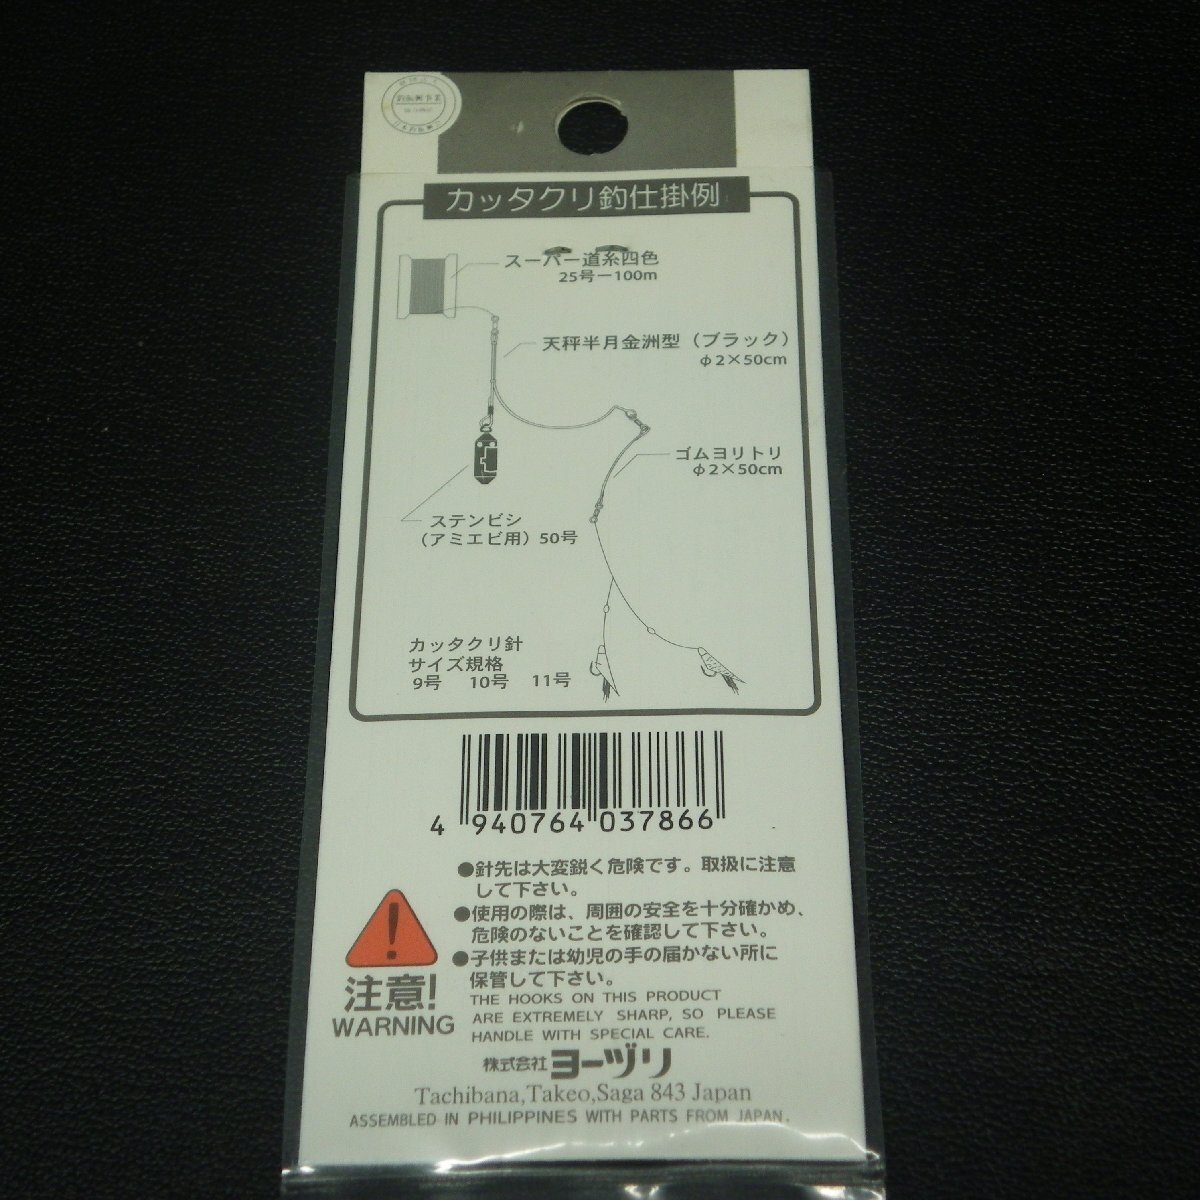 カッタクリ釣仕掛例
スーパー道糸四色
25号ー100m
天秤半月金洲型（ブラック）
φ2×50cm
ゴムヨリトリ
φ2×50cm
ステンビシ
（アミエビ用）50号
カッタクリ針
サイズ規格
9号 10号 11号
4 940764 037866
●針先は大変鋭く危険です。取扱に注意
して下さい。
●使用の際は、周囲の安全を十分確かめ、
危険のないことを確認して下さい。
●子供または幼児の手の届かない所に
保管して下さい。
注意!
WARNING
THE HOOKS ON THIS PRODUCT
ARE EXTREMELY SHARP, SO PLEASE
HANDLE WITH SPECIAL CARE.
株式会社ヨーヅリ
Tachibana,Takeo,Saga 843 Japan
ASSEMBLED IN PHILIPPINES WITH PARTS FROM JAPAN.